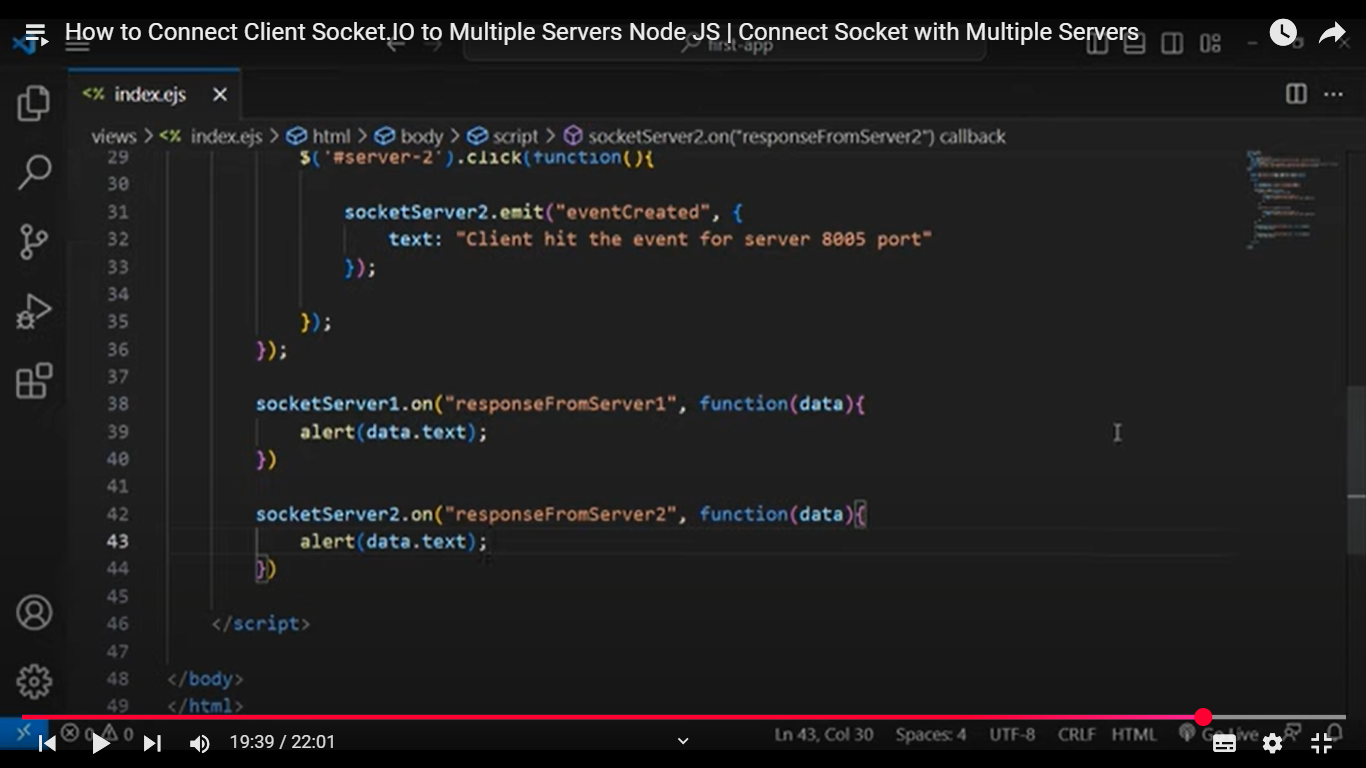 How to Connect Client Socket.IO to Multiple Servers Node JS | Connect Socket with Multiple Servers
first-app
<% index.ejs
views > <% index.ejs > html > body > script > socketServer2.on("responseFromServer2") callback
29 $('#server-2').click(function(){
30
31 socketServer2.emit("eventCreated", {
32 text: "Client hit the event for server 8005 port"
33 });
34
35 });
36 });
37
38 socketServer1.on("responseFromServer1", function(data){
39 alert(data.text);
40 })
41
42 socketServer2.on("responseFromServer2", function(data){
43 alert(data.text);
44 })
45
46 </script>
47
48 </body>
49 </html>
0 0 Ln 43, Col 30 Spaces: 4 UTF-8 CRLF HTML Go Live
19:39 / 22:01